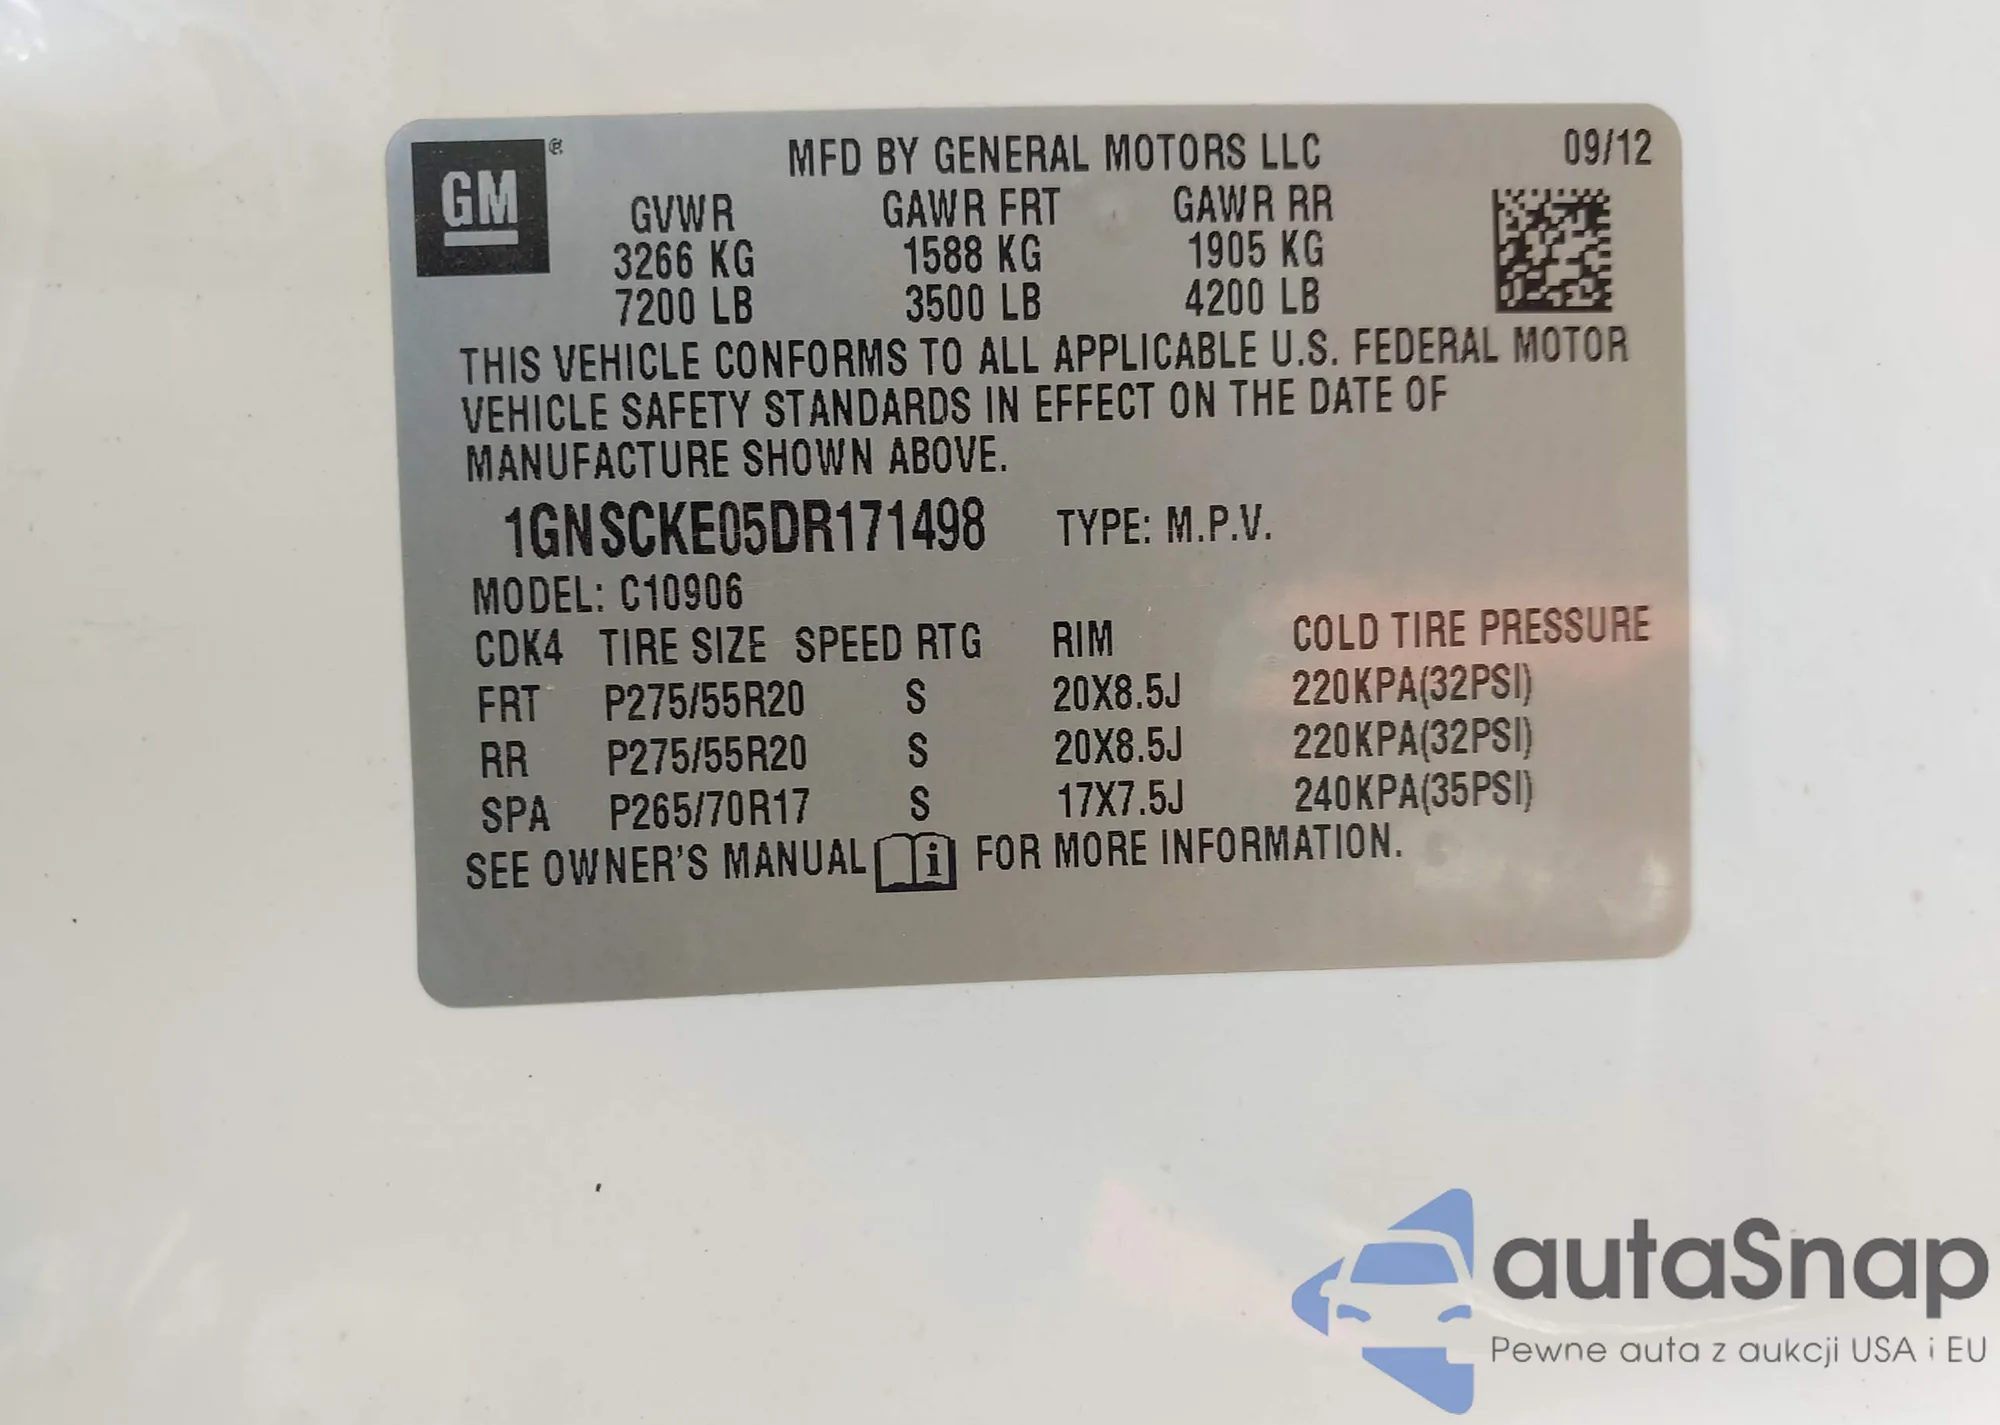 GM ®
MFD BY GENERAL MOTORS LLC 09/12
GVWR GAWR FRT GAWR RR
3266 KG 1588 KG 1905 KG
7200 LB 3500 LB 4200 LB
THIS VEHICLE CONFORMS TO ALL APPLICABLE U.S. FEDERAL MOTOR
VEHICLE SAFETY STANDARDS IN EFFECT ON THE DATE OF
MANUFACTURE SHOWN ABOVE.
1GNSCKE05DR171498 TYPE: M.P.V.
MODEL: C10906
CDK4 TIRE SIZE SPEED RTG RIM COLD TIRE PRESSURE
FRT P275/55R20 S 20X8.5J 220KPA(32PSI)
RR P275/55R20 S 20X8.5J 220KPA(32PSI)
SPA P265/70R17 S 17X7.5J 240KPA(35PSI)
SEE OWNER'S MANUAL i FOR MORE INFORMATION.
autaSnap
Pewne auta z aukcji USA i EU